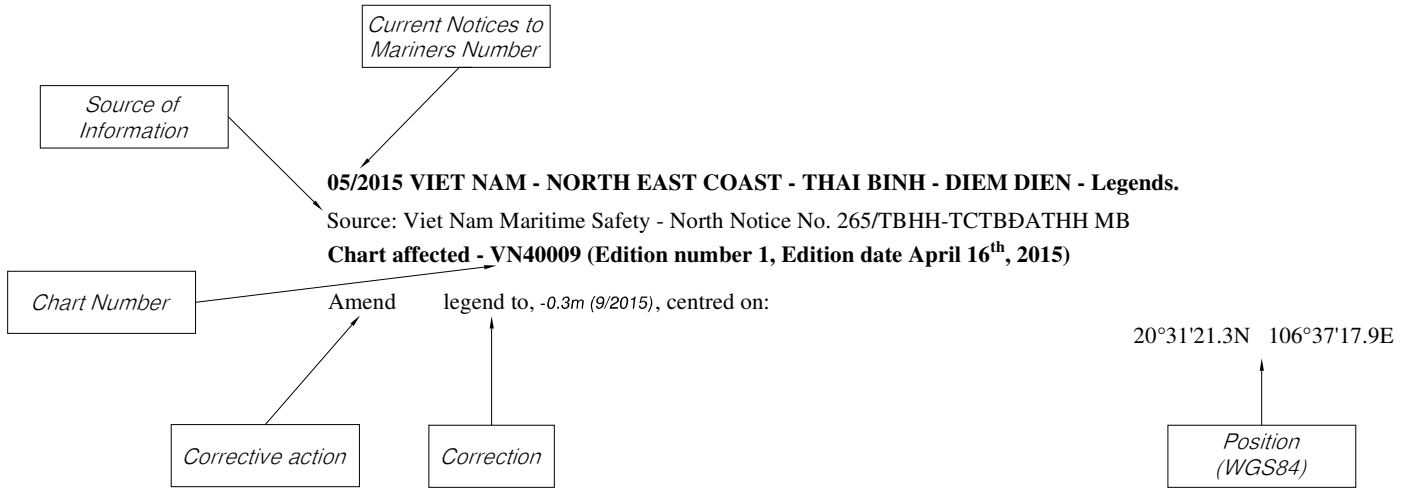 Current Notices to
Mariners Number
Source of
Information
05/2015 VIET NAM - NORTH EAST COAST - THAI BINH - DIEM DIEN - Legends.
Source: Viet Nam Maritime Safety - North Notice No. 265/TBHH-TCTBĐATHH MB
Chart affected - VN40009 (Edition number 1, Edition date April 16th, 2015)
Chart Number
Amend legend to, -0.3m (9/2015), centred on:
20°31'21.3N 106°37'17.9E
Corrective action
Correction
Position
(WGS84)